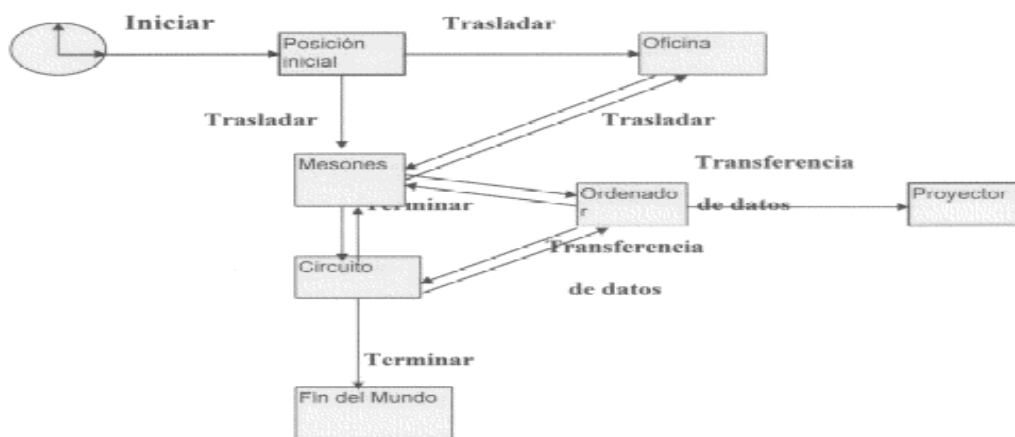 Iniciar
Trasladar
Posición
inicial
Oficina
Trasladar
Trasladar
Mesones
Transferencia
Ordenado
r
de datos
Proyector
Terminar
Transferencia
Circuito
de datos
Terminar
Fin del Mundo